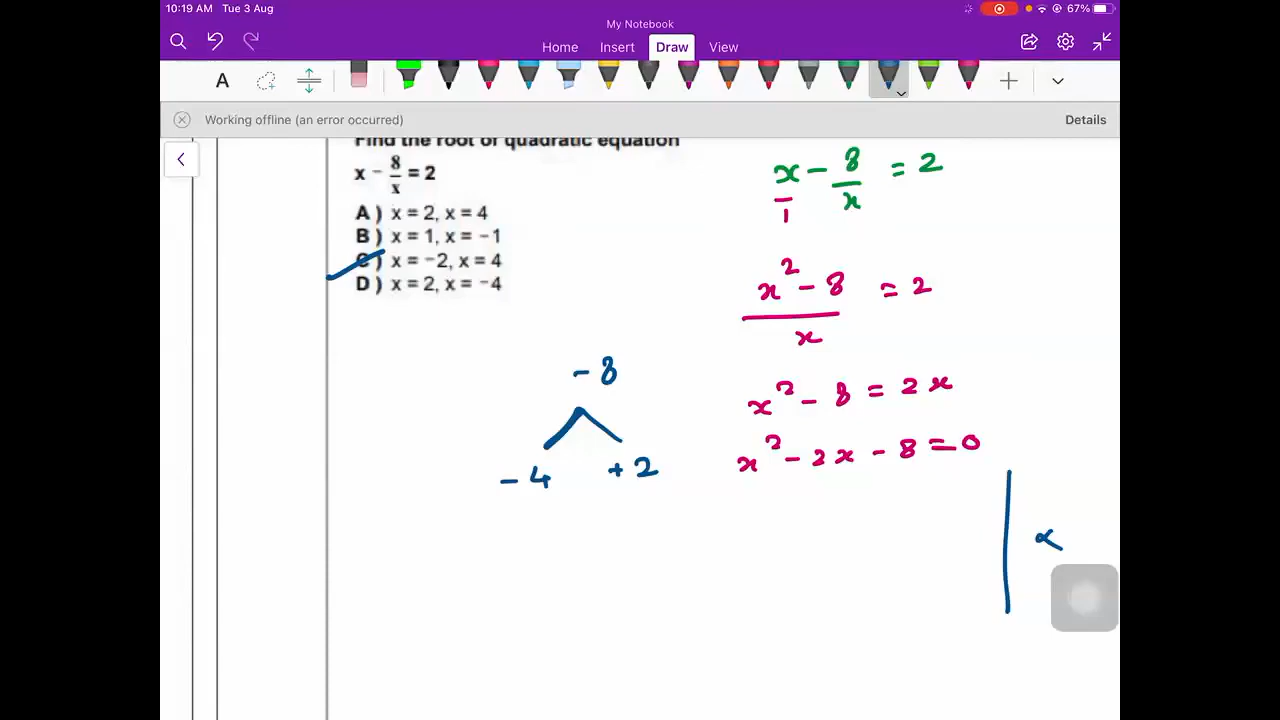 10:19 AM Tue 3 Aug
67%
My Notebook
Home Insert Draw View
A
Working offline (an error occurred) Details
Find the root of quadratic equation
x - 8/x = 2
A) x = 2, x = 4
B) x = 1, x = -1
C) x = -2, x = 4
D) x = 2, x = -4
x/1 - 8/x = 2
x² - 8 / x = 2
x² - 8 = 2x
x² - 2x - 8 = 0
-8
-4 +2
α